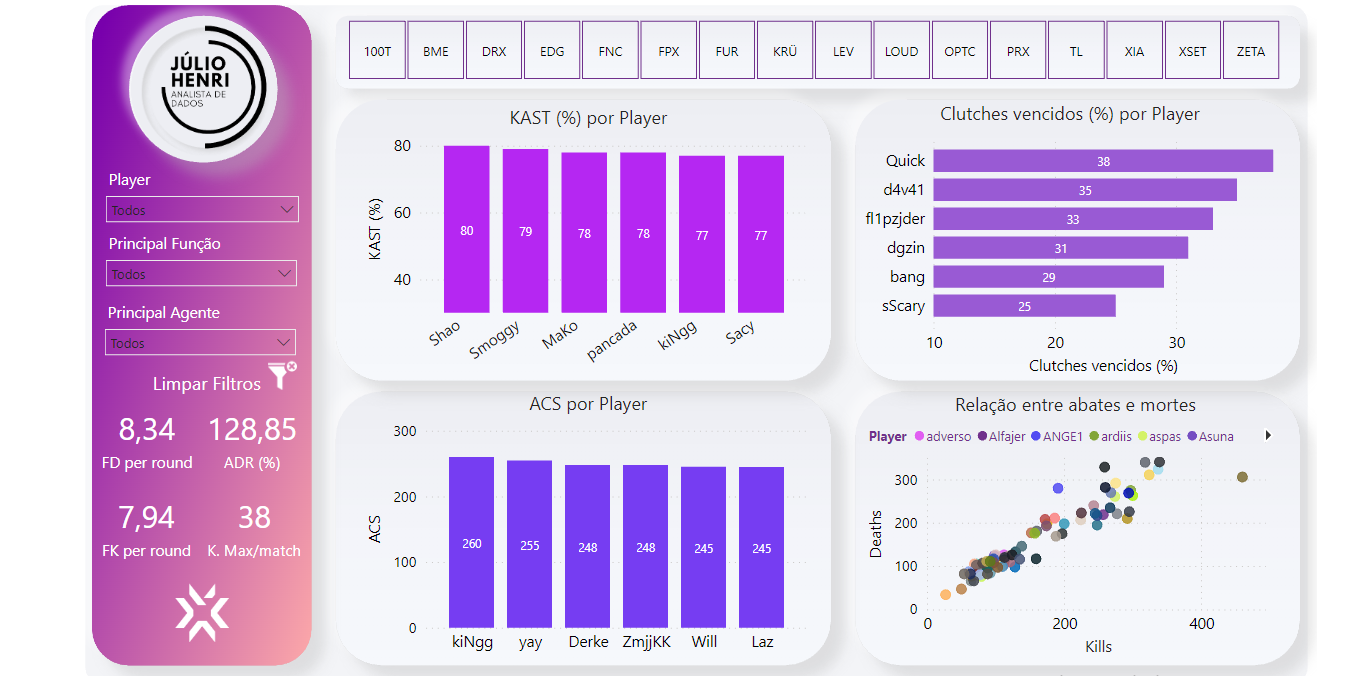 JÚLIO
HENRI
ANALISTA DE
DADOS
Player
Todos
Principal Função
Todos
Principal Agente
Todos
Limpar Filtros
8,34 128,85
FD per round ADR (%)
7,94 38
FK per round K. Max/match
100T BME DRX EDG FNC FPX FUR KRÜ LEV LOUD OPTC PRX TL XIA XSET ZETA
KAST (%) por Player
KAST (%)
80
60
40
80 79 78 78 77 77
Shao Smoggy MaKo pancada kiNgg Sacy
Clutches vencidos (%) por Player
Quick 38
d4v41 35
fl1pzjder 33
dgzin 31
bang 29
sScary 25
10 20 30
Clutches vencidos (%)
ACS por Player
ACS
300
200
100
0
260 255 248 248 245 245
kiNgg yay Derke ZmjjKK Will Laz
Relação entre abates e mortes
Player adverso Alfajer ANGE1 ardiis aspas Asuna
Deaths
300
200
100
0
0 200 400
Kills